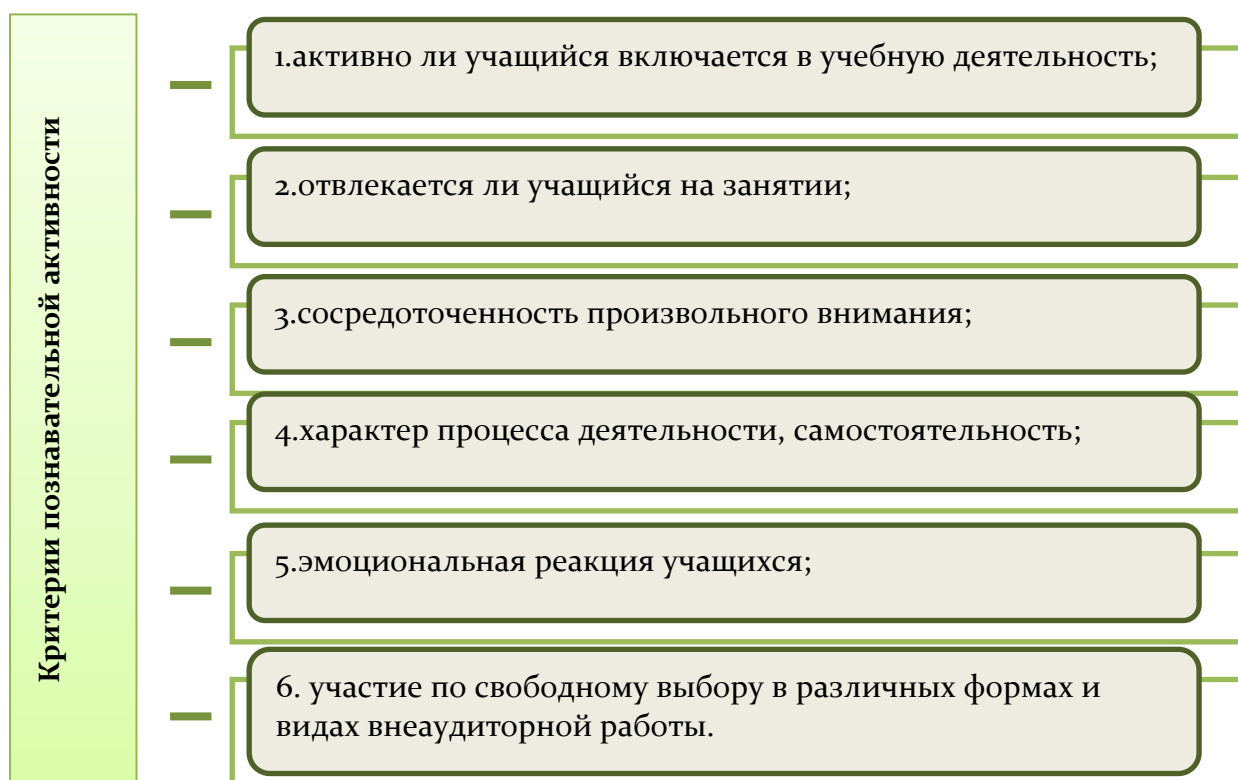 Критерии познавательной активности
1.активно ли учащийся включается в учебную деятельность;
2.отвлекается ли учащийся на занятии;
3.сосредоточенность произвольного внимания;
4.характер процесса деятельности, самостоятельность;
5.эмоциональная реакция учащихся;
6. участие по свободному выбору в различных формах и
видах внеаудиторной работы.